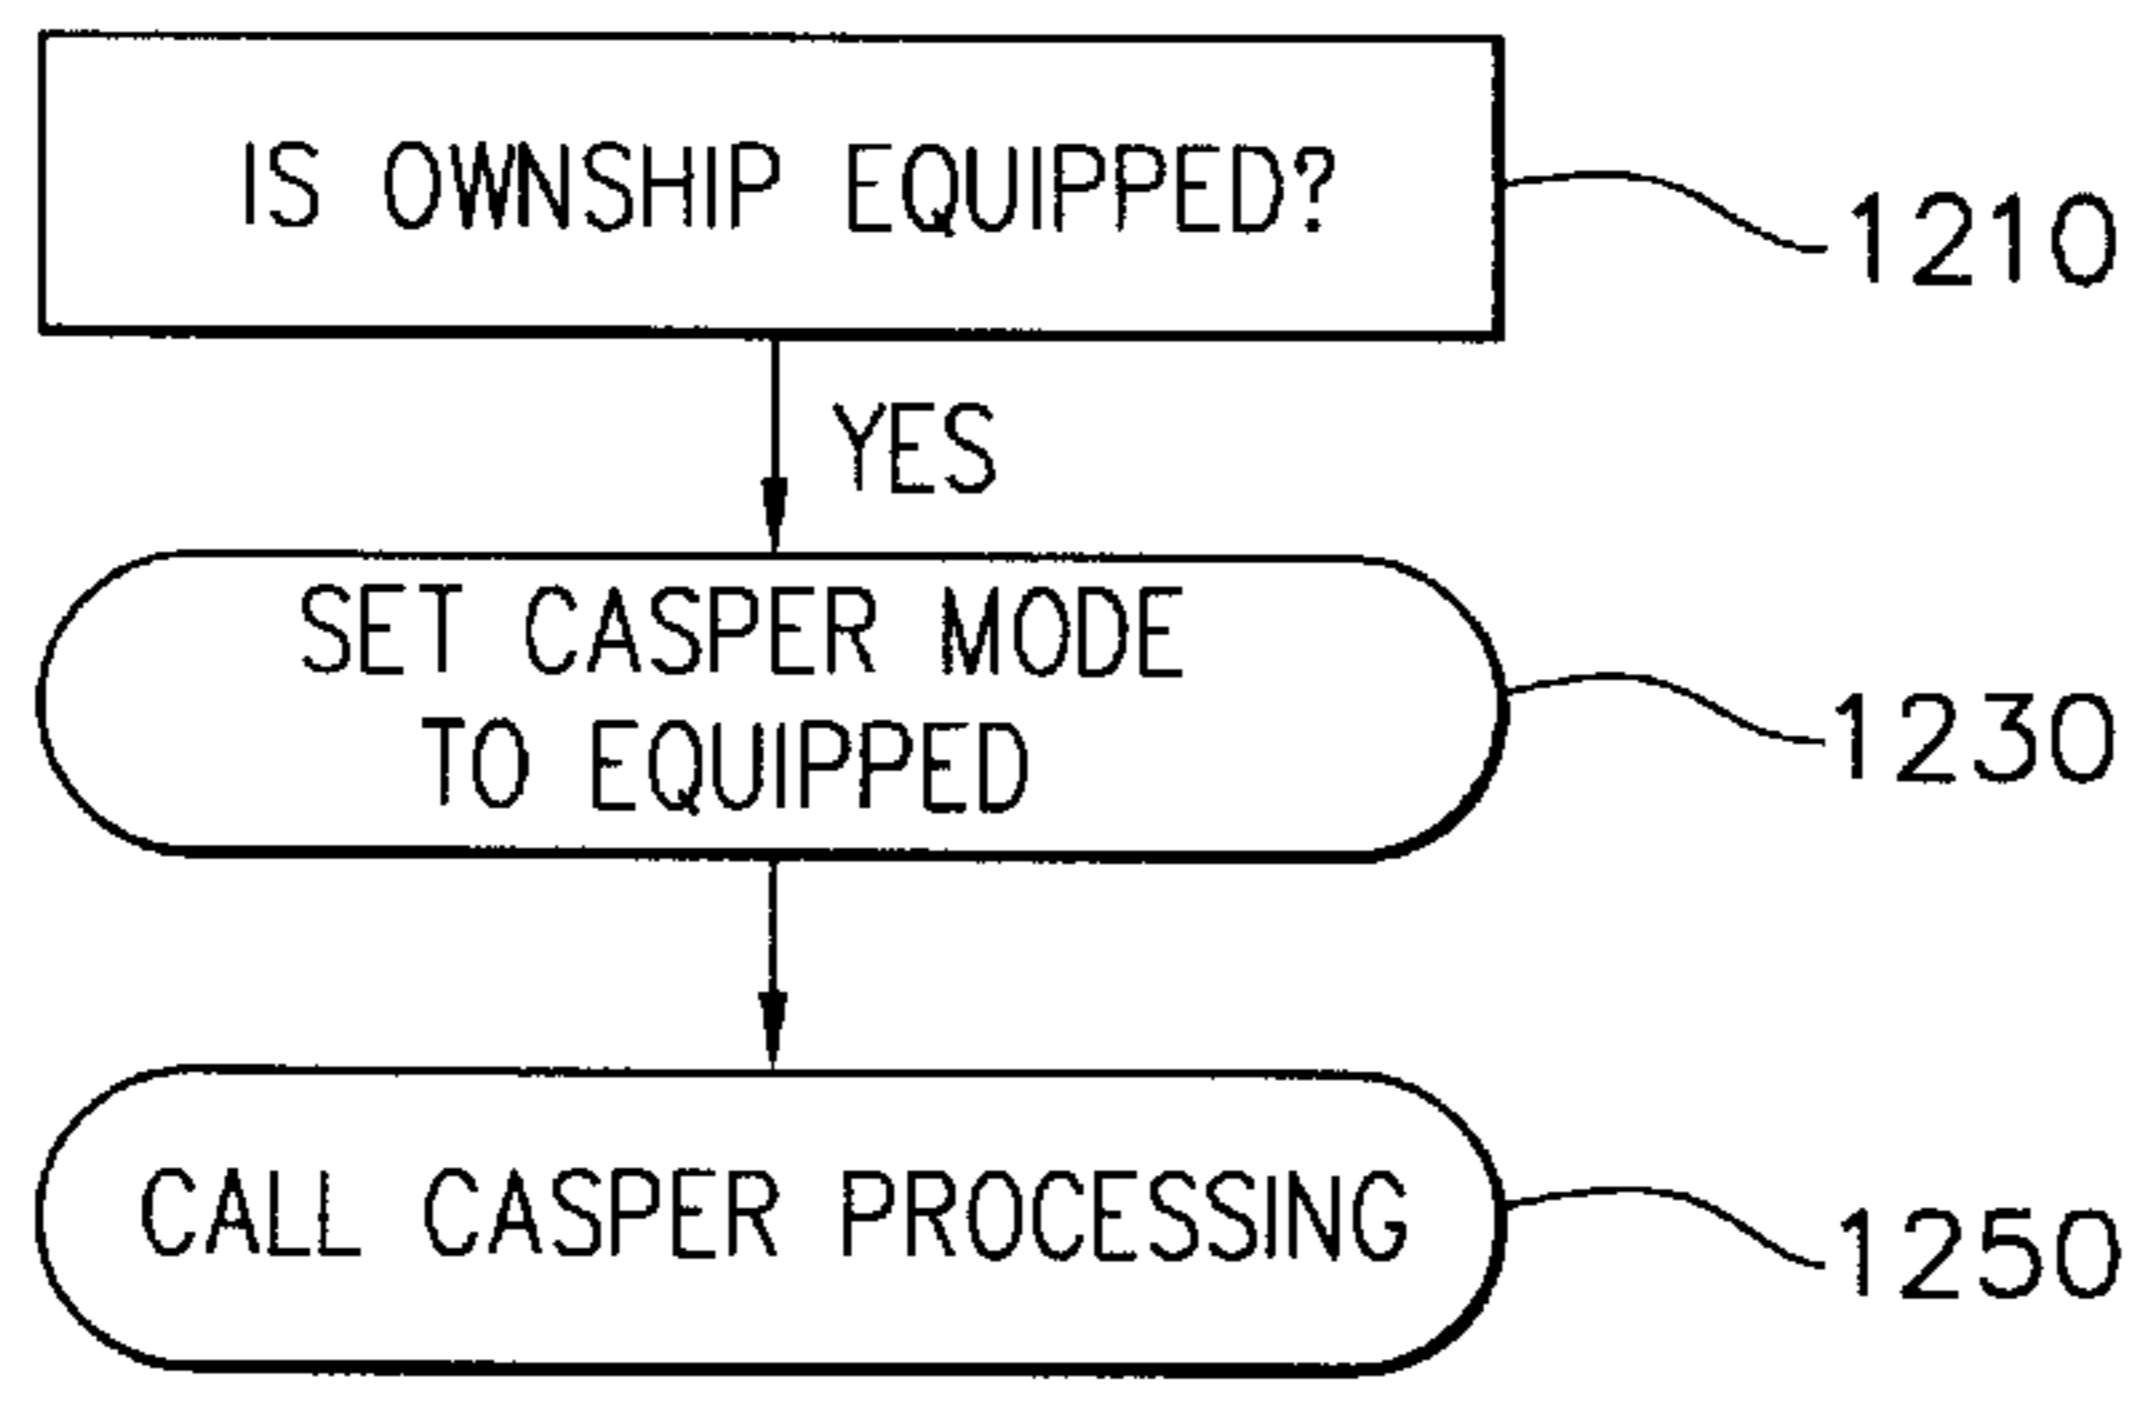 IS OWNSHIP EQUIPPED?
1210
YES
SET CASPER MODE
TO EQUIPPED
1230
CALL CASPER PROCESSING
1250